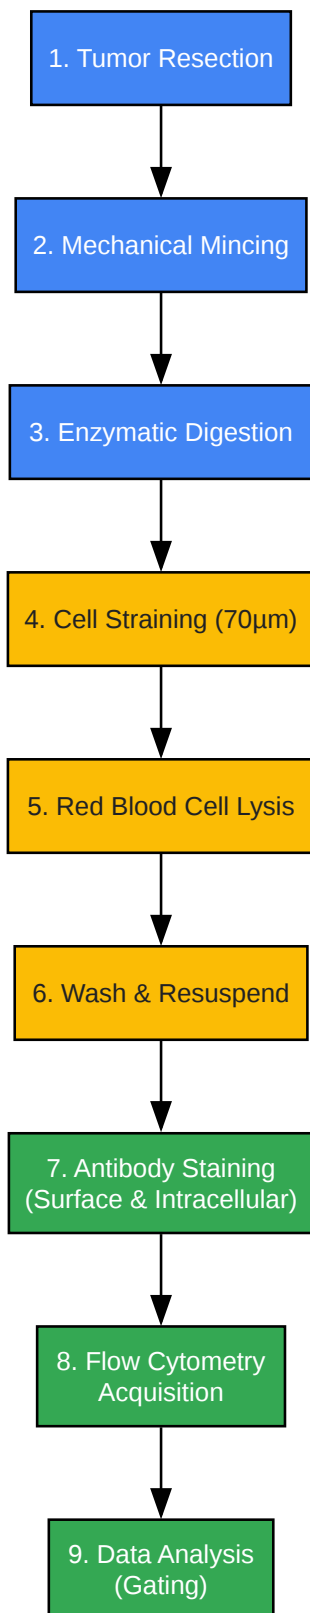 1. Tumor Resection
2. Mechanical Mincing
3. Enzymatic Digestion
4. Cell Straining (70µm)
5. Red Blood Cell Lysis
6. Wash & Resuspend
7. Antibody Staining
(Surface & Intracellular)
8. Flow Cytometry
Acquisition
9. Data Analysis
(Gating)